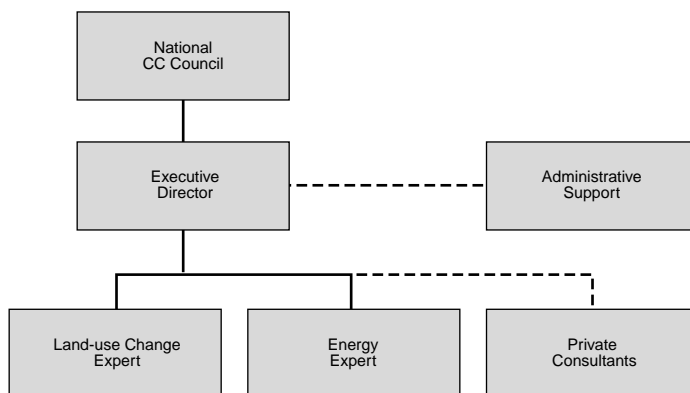 National
CC Council
Executive
Director
Administrative
Support
Land-use Change
Expert
Energy
Expert
Private
Consultants